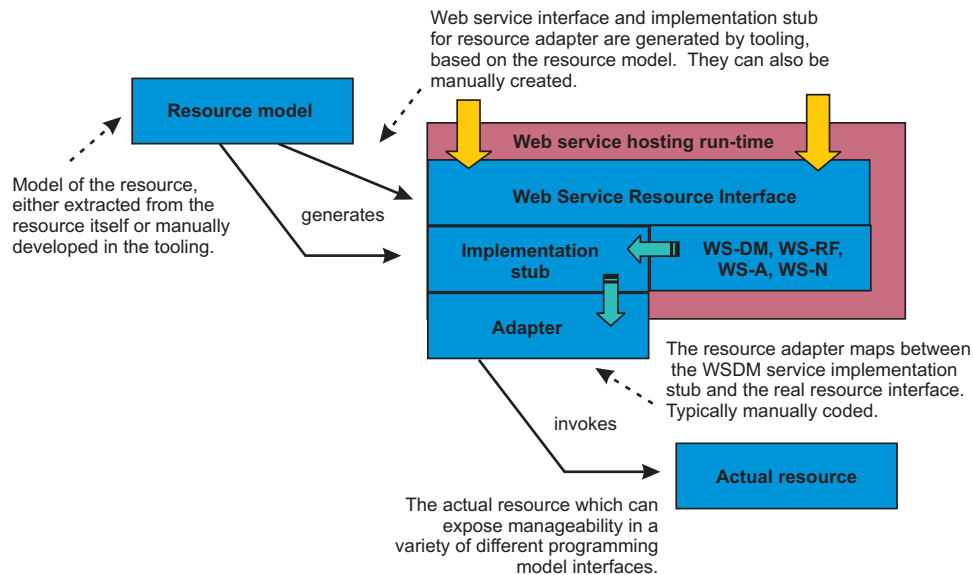 Web service interface and implementation stub
for resource adapter are generated by tooling,
based on the resource model.  They can also be
manually created.
Resource model
Web service hosting run-time
Model of the resource,
either extracted from the
resource itself or manually
developed in the tooling.
generates
Web Service Resource Interface
Implementation
stub
WS-DM, WS-RF,
WS-A, WS-N
Adapter
The resource adapter maps between
the WSDM service implementation
stub and the real resource interface.
Typically manually coded.
invokes
Actual resource
The actual resource which can
expose manageability in a
variety of different programming
model interfaces.